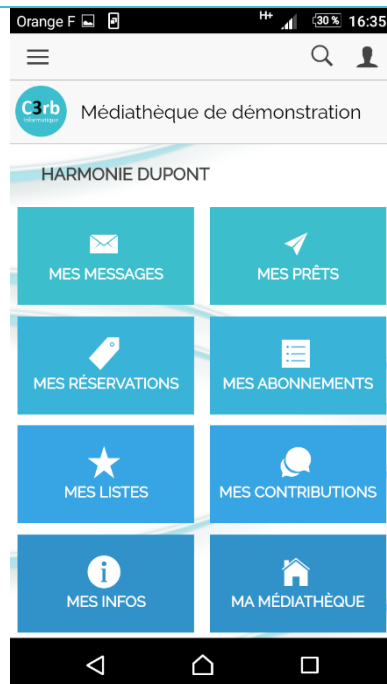 Orange F H+ 30 % 16:35
C3rb
Informatique
Médiathèque de démonstration
HARMONIE DUPONT
MES MESSAGES MES PRÊTS
MES RÉSERVATIONS MES ABONNEMENTS
MES LISTES MES CONTRIBUTIONS
MES INFOS MA MÉDIATHÈQUE